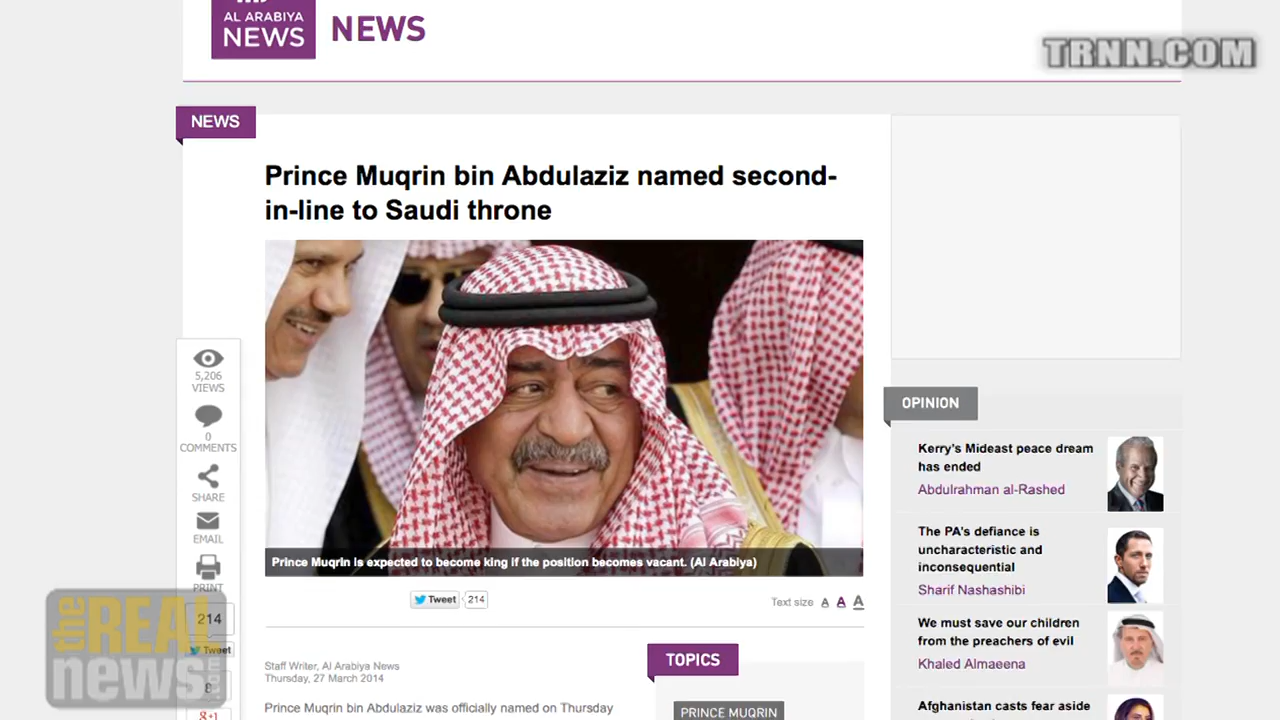 AL ARABIYA
NEWS
NEWS
TRNN.COM
NEWS
Prince Muqrin bin Abdulaziz named second-
in-line to Saudi throne
Prince Muqrin is expected to become king if the position becomes vacant. (Al Arabiya)
5,206
VIEWS
0
COMMENTS
SHARE
EMAIL
PRINT
214
Tweet
8
g+1
Tweet 214
Text size A A A
Staff Writer, Al Arabiya News
Thursday, 27 March 2014
Prince Muqrin bin Abdulaziz was officially named on Thursday
TOPICS
PRINCE MUQRIN
OPINION
Kerry's Mideast peace dream
has ended
Abdulrahman al-Rashed
The PA's defiance is
uncharacteristic and
inconsequential
Sharif Nashashibi
We must save our children
from the preachers of evil
Khaled Almaeena
Afghanistan casts fear aside
the REAL
news.com